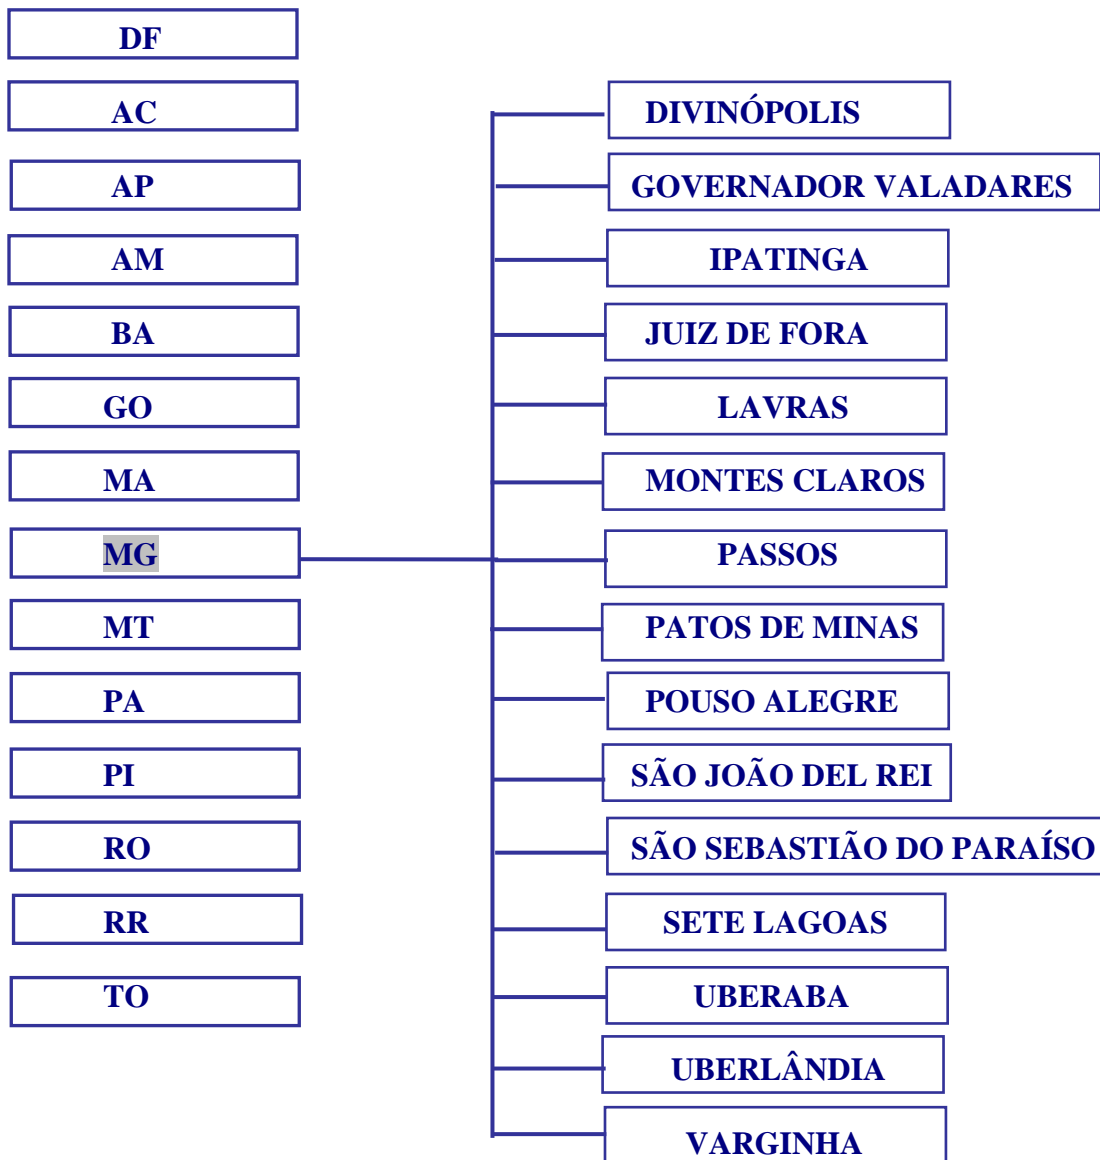 DF
AC
AP
AM
BA
GO
MA
MG
MT
PA
PI
RO
RR
TO
DIVINÓPOLIS
GOVERNADOR VALADARES
IPATINGA
JUIZ DE FORA
LAVRAS
MONTES CLAROS
PASSOS
PATOS DE MINAS
POUSO ALEGRE
SÃO JOÃO DEL REI
SÃO SEBASTIÃO DO PARAÍSO
SETE LAGOAS
UBERABA
UBERLÂNDIA
VARGINHA